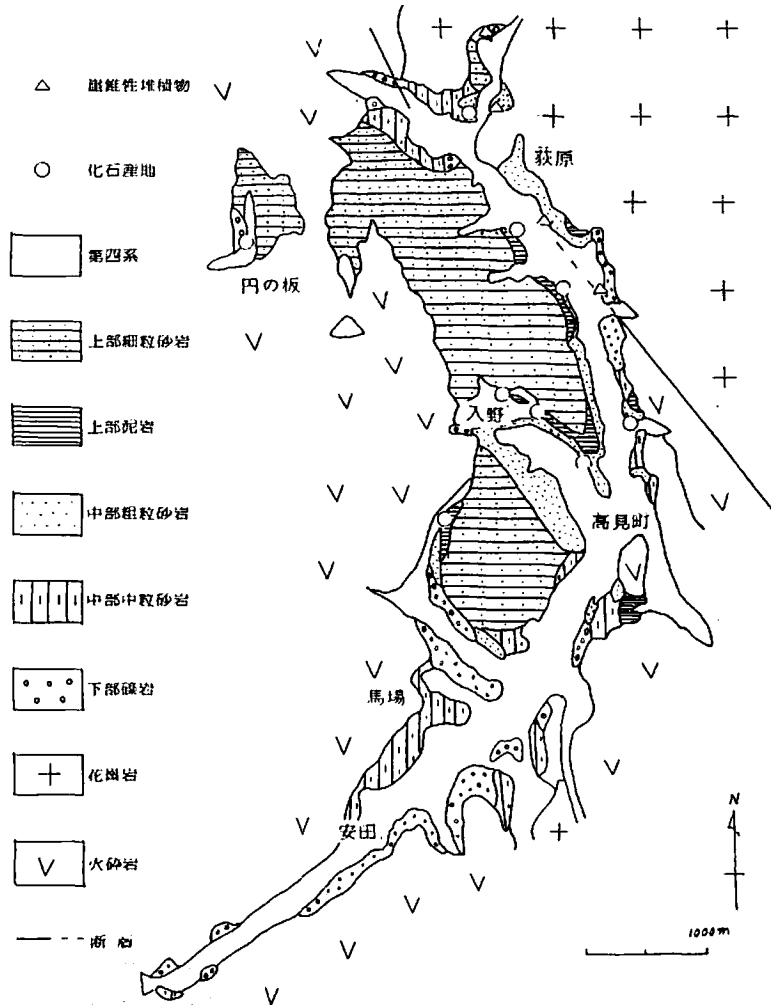 崖錐性堆積物
化石産地
第四系
上部細粒砂岩
上部泥岩
中部粗粒砂岩
中部中粒砂岩
下部礫岩
花崗岩
火砕岩
断層
荻原
円の板
入野
高見町
馬場
安田
N
1000m